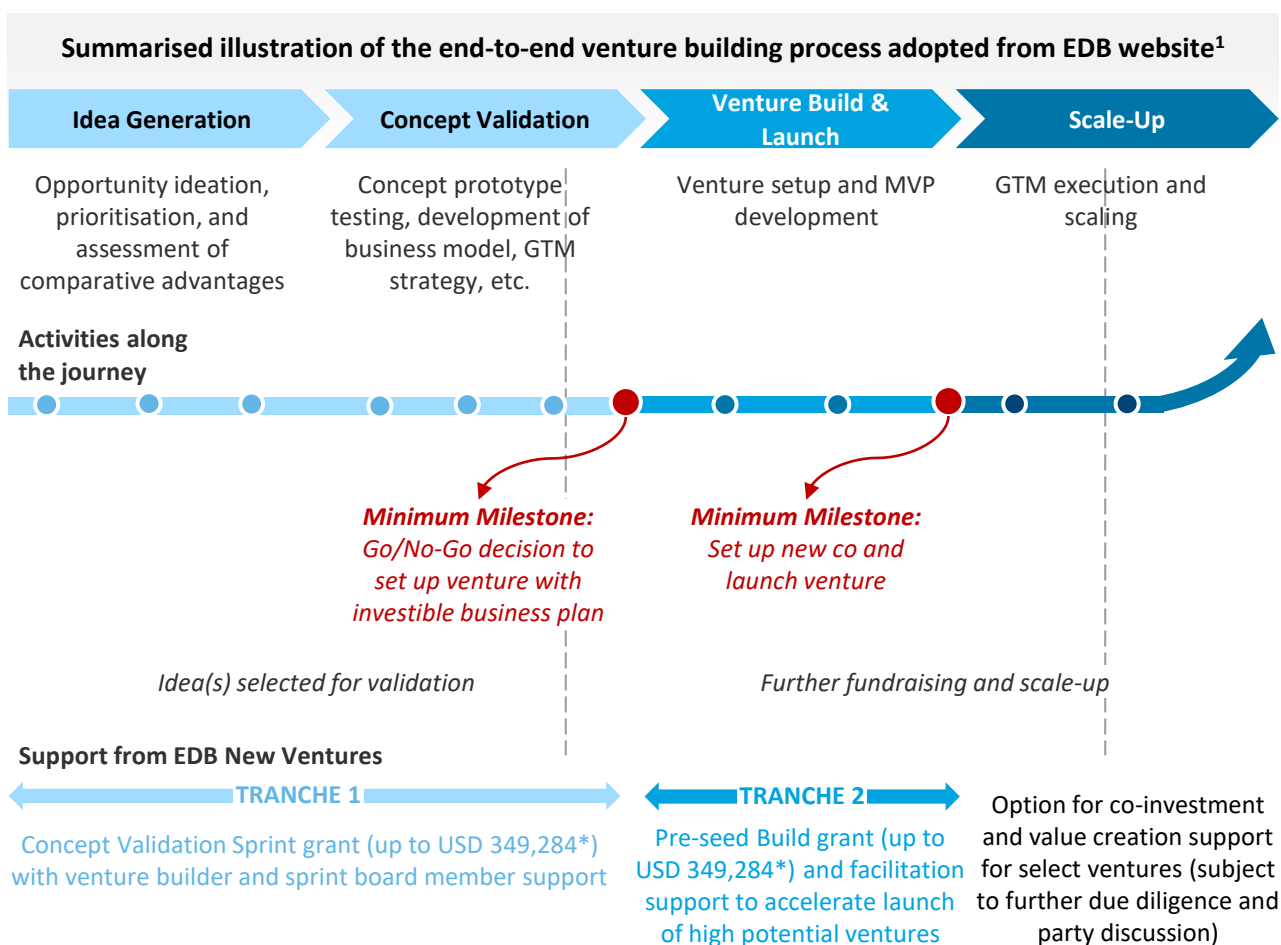 Summarised illustration of the end-to-end venture building process adopted from EDB website¹
Idea Generation
Concept Validation
Venture Build &
Launch
Scale-Up
Opportunity ideation,
prioritisation, and
assessment of
comparative advantages
Concept prototype
testing, development of
business model, GTM
strategy, etc.
Venture setup and MVP
development
GTM execution and
scaling
Activities along
the journey
Minimum Milestone:
Go/No-Go decision to
set up venture with
investible business plan
Minimum Milestone:
Set up new co and
launch venture
Idea(s) selected for validation
Further fundraising and scale-up
Support from EDB New Ventures
TRANCHE 1
Concept Validation Sprint grant (up to USD 349,284*)
with venture builder and sprint board member support
TRANCHE 2
Pre-seed Build grant (up to
USD 349,284*) and facilitation
support to accelerate launch
of high potential ventures
Option for co-investment
and value creation support
for select ventures (subject
to further due diligence and
party discussion)